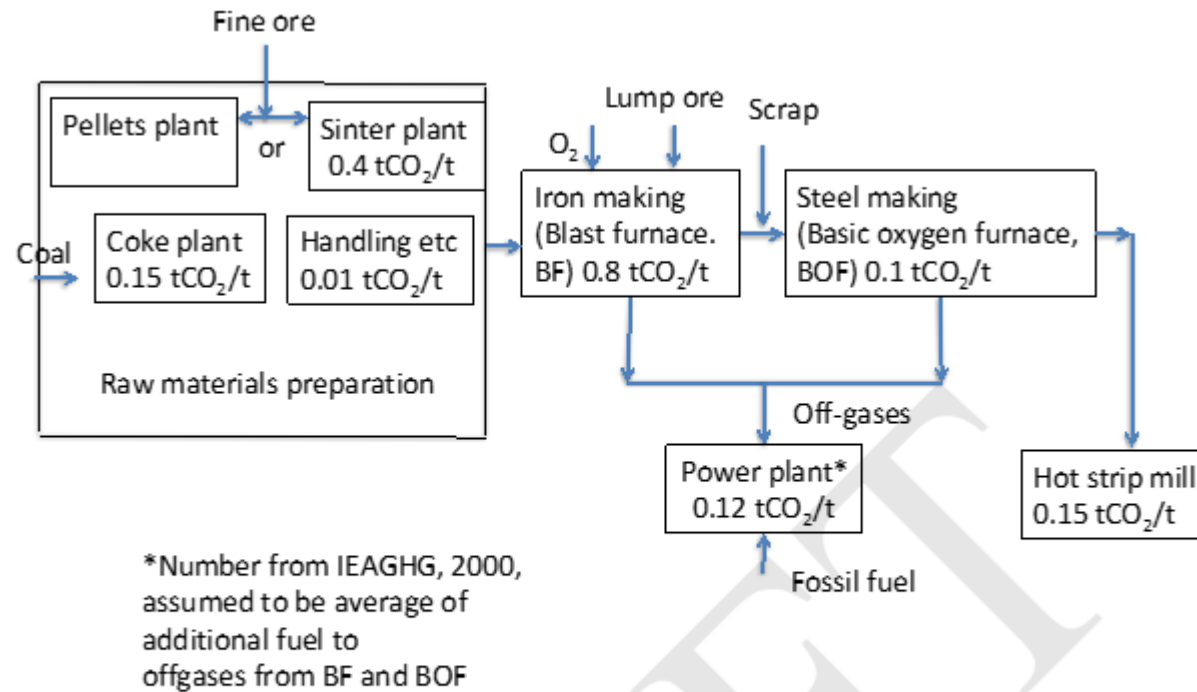 Fine ore
Pellets plant
or
Sinter plant
0.4 tCO₂/t
Coal
Coke plant
0.15 tCO₂/t
Handling etc
0.01 tCO₂/t
Raw materials preparation
Lump ore
O₂
Scrap
Iron making
(Blast furnace.
BF) 0.8 tCO₂/t
Steel making
(Basic oxygen furnace,
BOF) 0.1 tCO₂/t
Off-gases
Power plant*
0.12 tCO₂/t
Fossil fuel
Hot strip mill
0.15 tCO₂/t
*Number from IEAGHG, 2000,
assumed to be average of
additional fuel to
offgases from BF and BOF